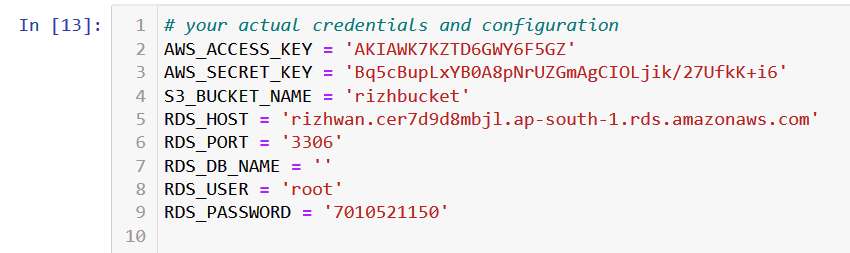 In [13]:
1 # your actual credentials and configuration
2 AWS_ACCESS_KEY = 'AKIAWK7KZTD6GWY6F5GZ'
3 AWS_SECRET_KEY = 'Bq5cBupLxYB0A8pNrUZGmAgCIOLjik/27UfkK+i6'
4 S3_BUCKET_NAME = 'rizhbucket'
5 RDS_HOST = 'rizhwan.cer7d9d8mbjl.ap-south-1.rds.amazonaws.com'
6 RDS_PORT = '3306'
7 RDS_DB_NAME = ''
8 RDS_USER = 'root'
9 RDS_PASSWORD = '7010521150'
10